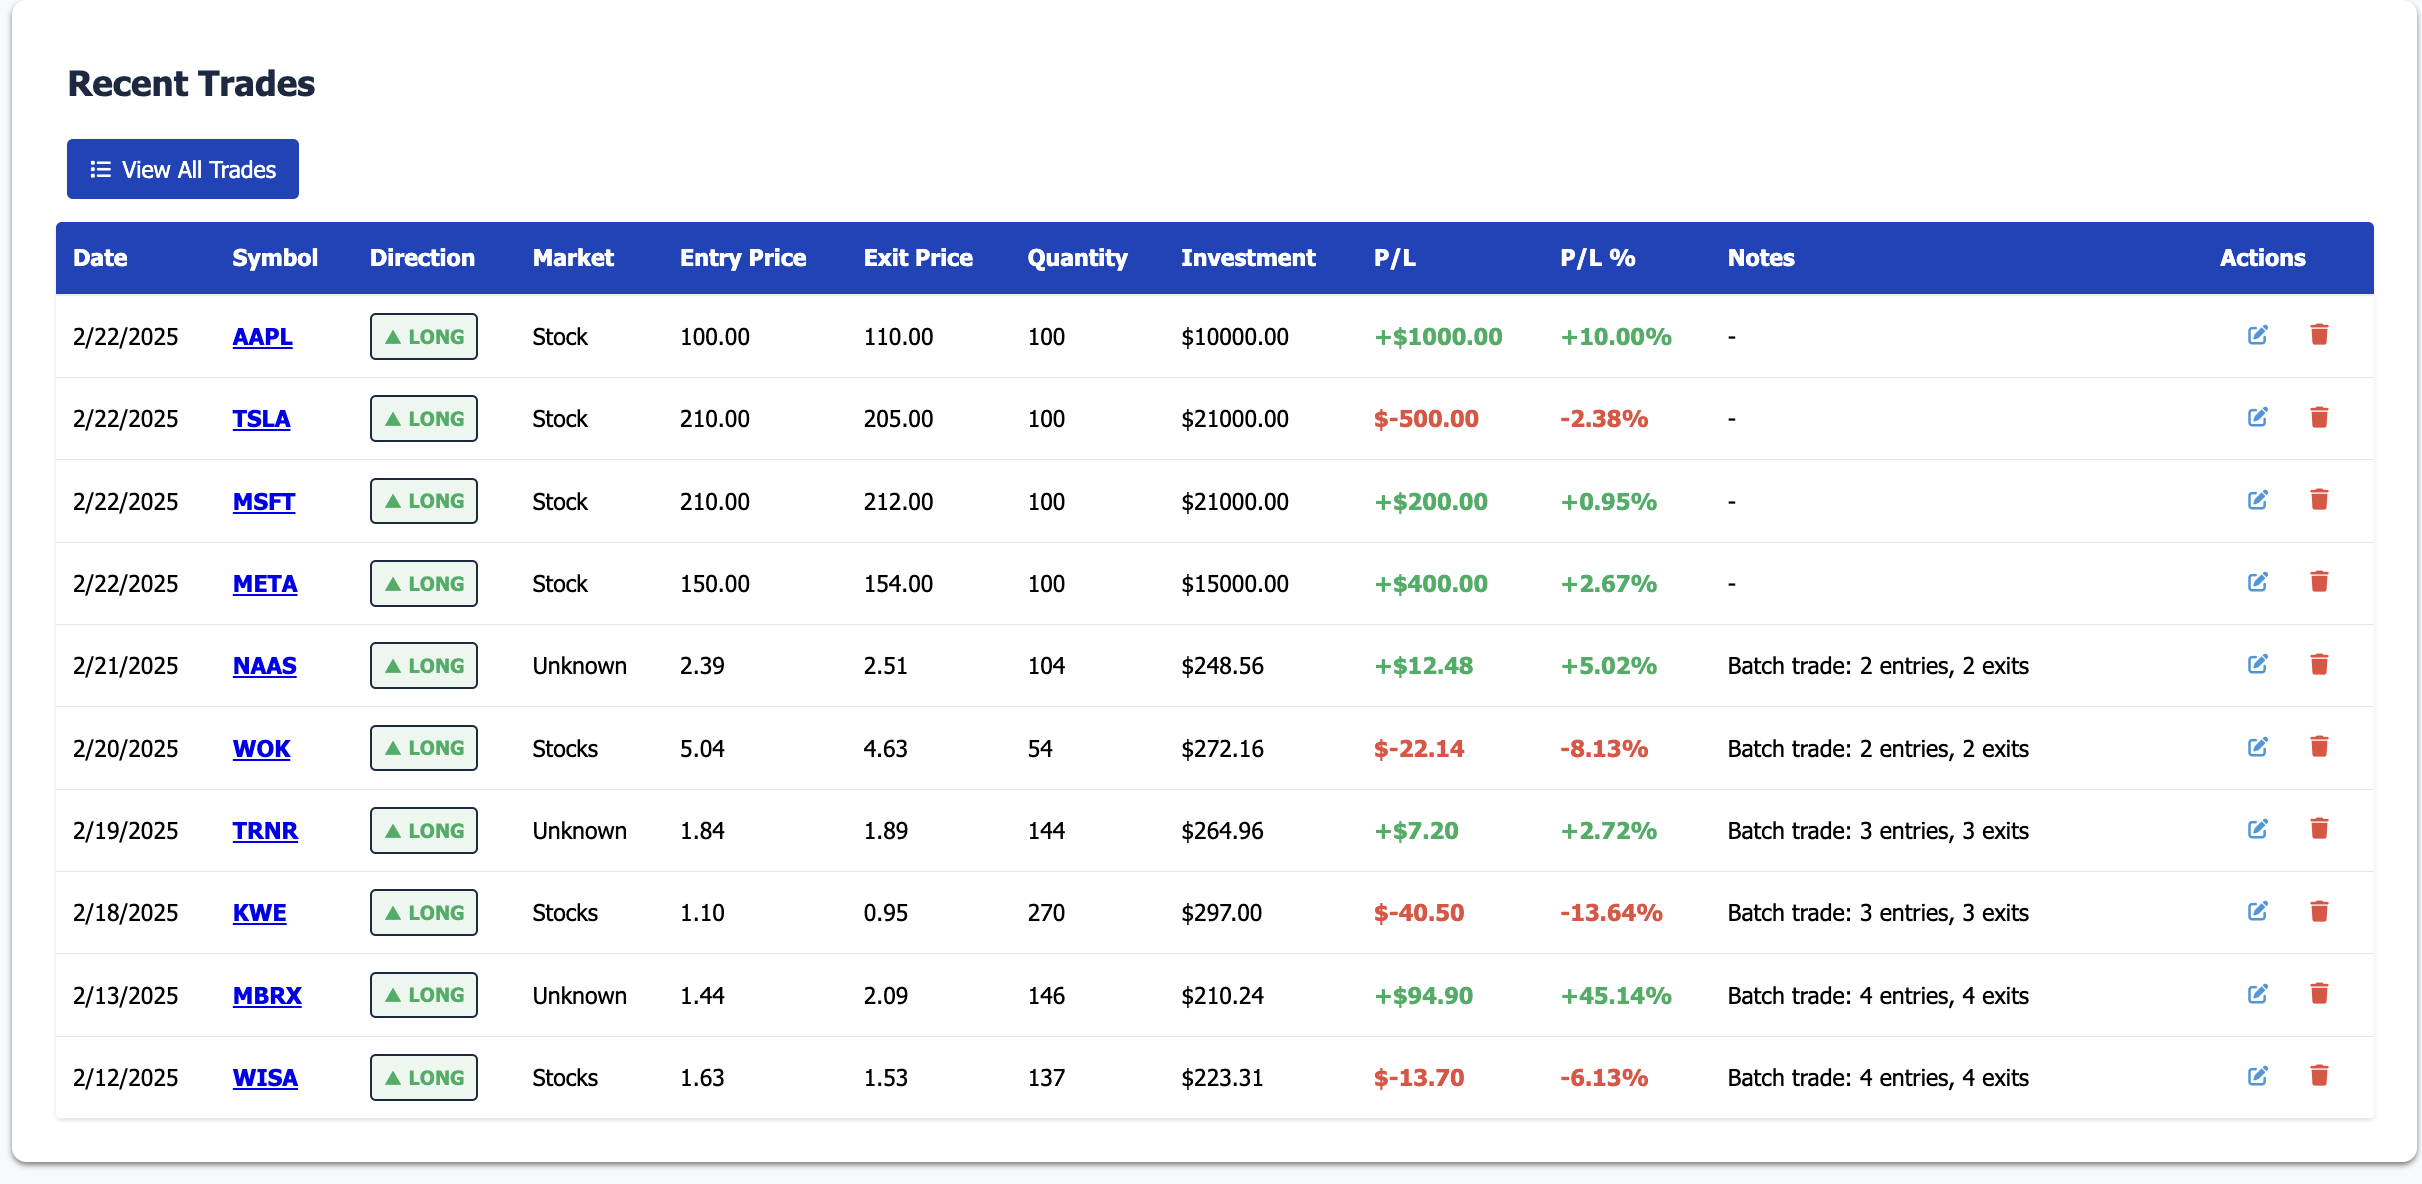 Recent Trades
View All Trades
Date Symbol Direction Market Entry Price Exit Price Quantity Investment P/L P/L % Notes Actions
2/22/2025 AAPL ▲ LONG Stock 100.00 110.00 100 $10000.00 +$1000.00 +10.00% -
2/22/2025 TSLA ▲ LONG Stock 210.00 205.00 100 $21000.00 $-500.00 -2.38% -
2/22/2025 MSFT ▲ LONG Stock 210.00 212.00 100 $21000.00 +$200.00 +0.95% -
2/22/2025 META ▲ LONG Stock 150.00 154.00 100 $15000.00 +$400.00 +2.67% -
2/21/2025 NAAS ▲ LONG Unknown 2.39 2.51 104 $248.56 +$12.48 +5.02% Batch trade: 2 entries, 2 exits
2/20/2025 WOK ▲ LONG Stocks 5.04 4.63 54 $272.16 $-22.14 -8.13% Batch trade: 2 entries, 2 exits
2/19/2025 TRNR ▲ LONG Unknown 1.84 1.89 144 $264.96 +$7.20 +2.72% Batch trade: 3 entries, 3 exits
2/18/2025 KWE ▲ LONG Stocks 1.10 0.95 270 $297.00 $-40.50 -13.64% Batch trade: 3 entries, 3 exits
2/13/2025 MBRX ▲ LONG Unknown 1.44 2.09 146 $210.24 +$94.90 +45.14% Batch trade: 4 entries, 4 exits
2/12/2025 WISA ▲ LONG Stocks 1.63 1.53 137 $223.31 $-13.70 -6.13% Batch trade: 4 entries, 4 exits